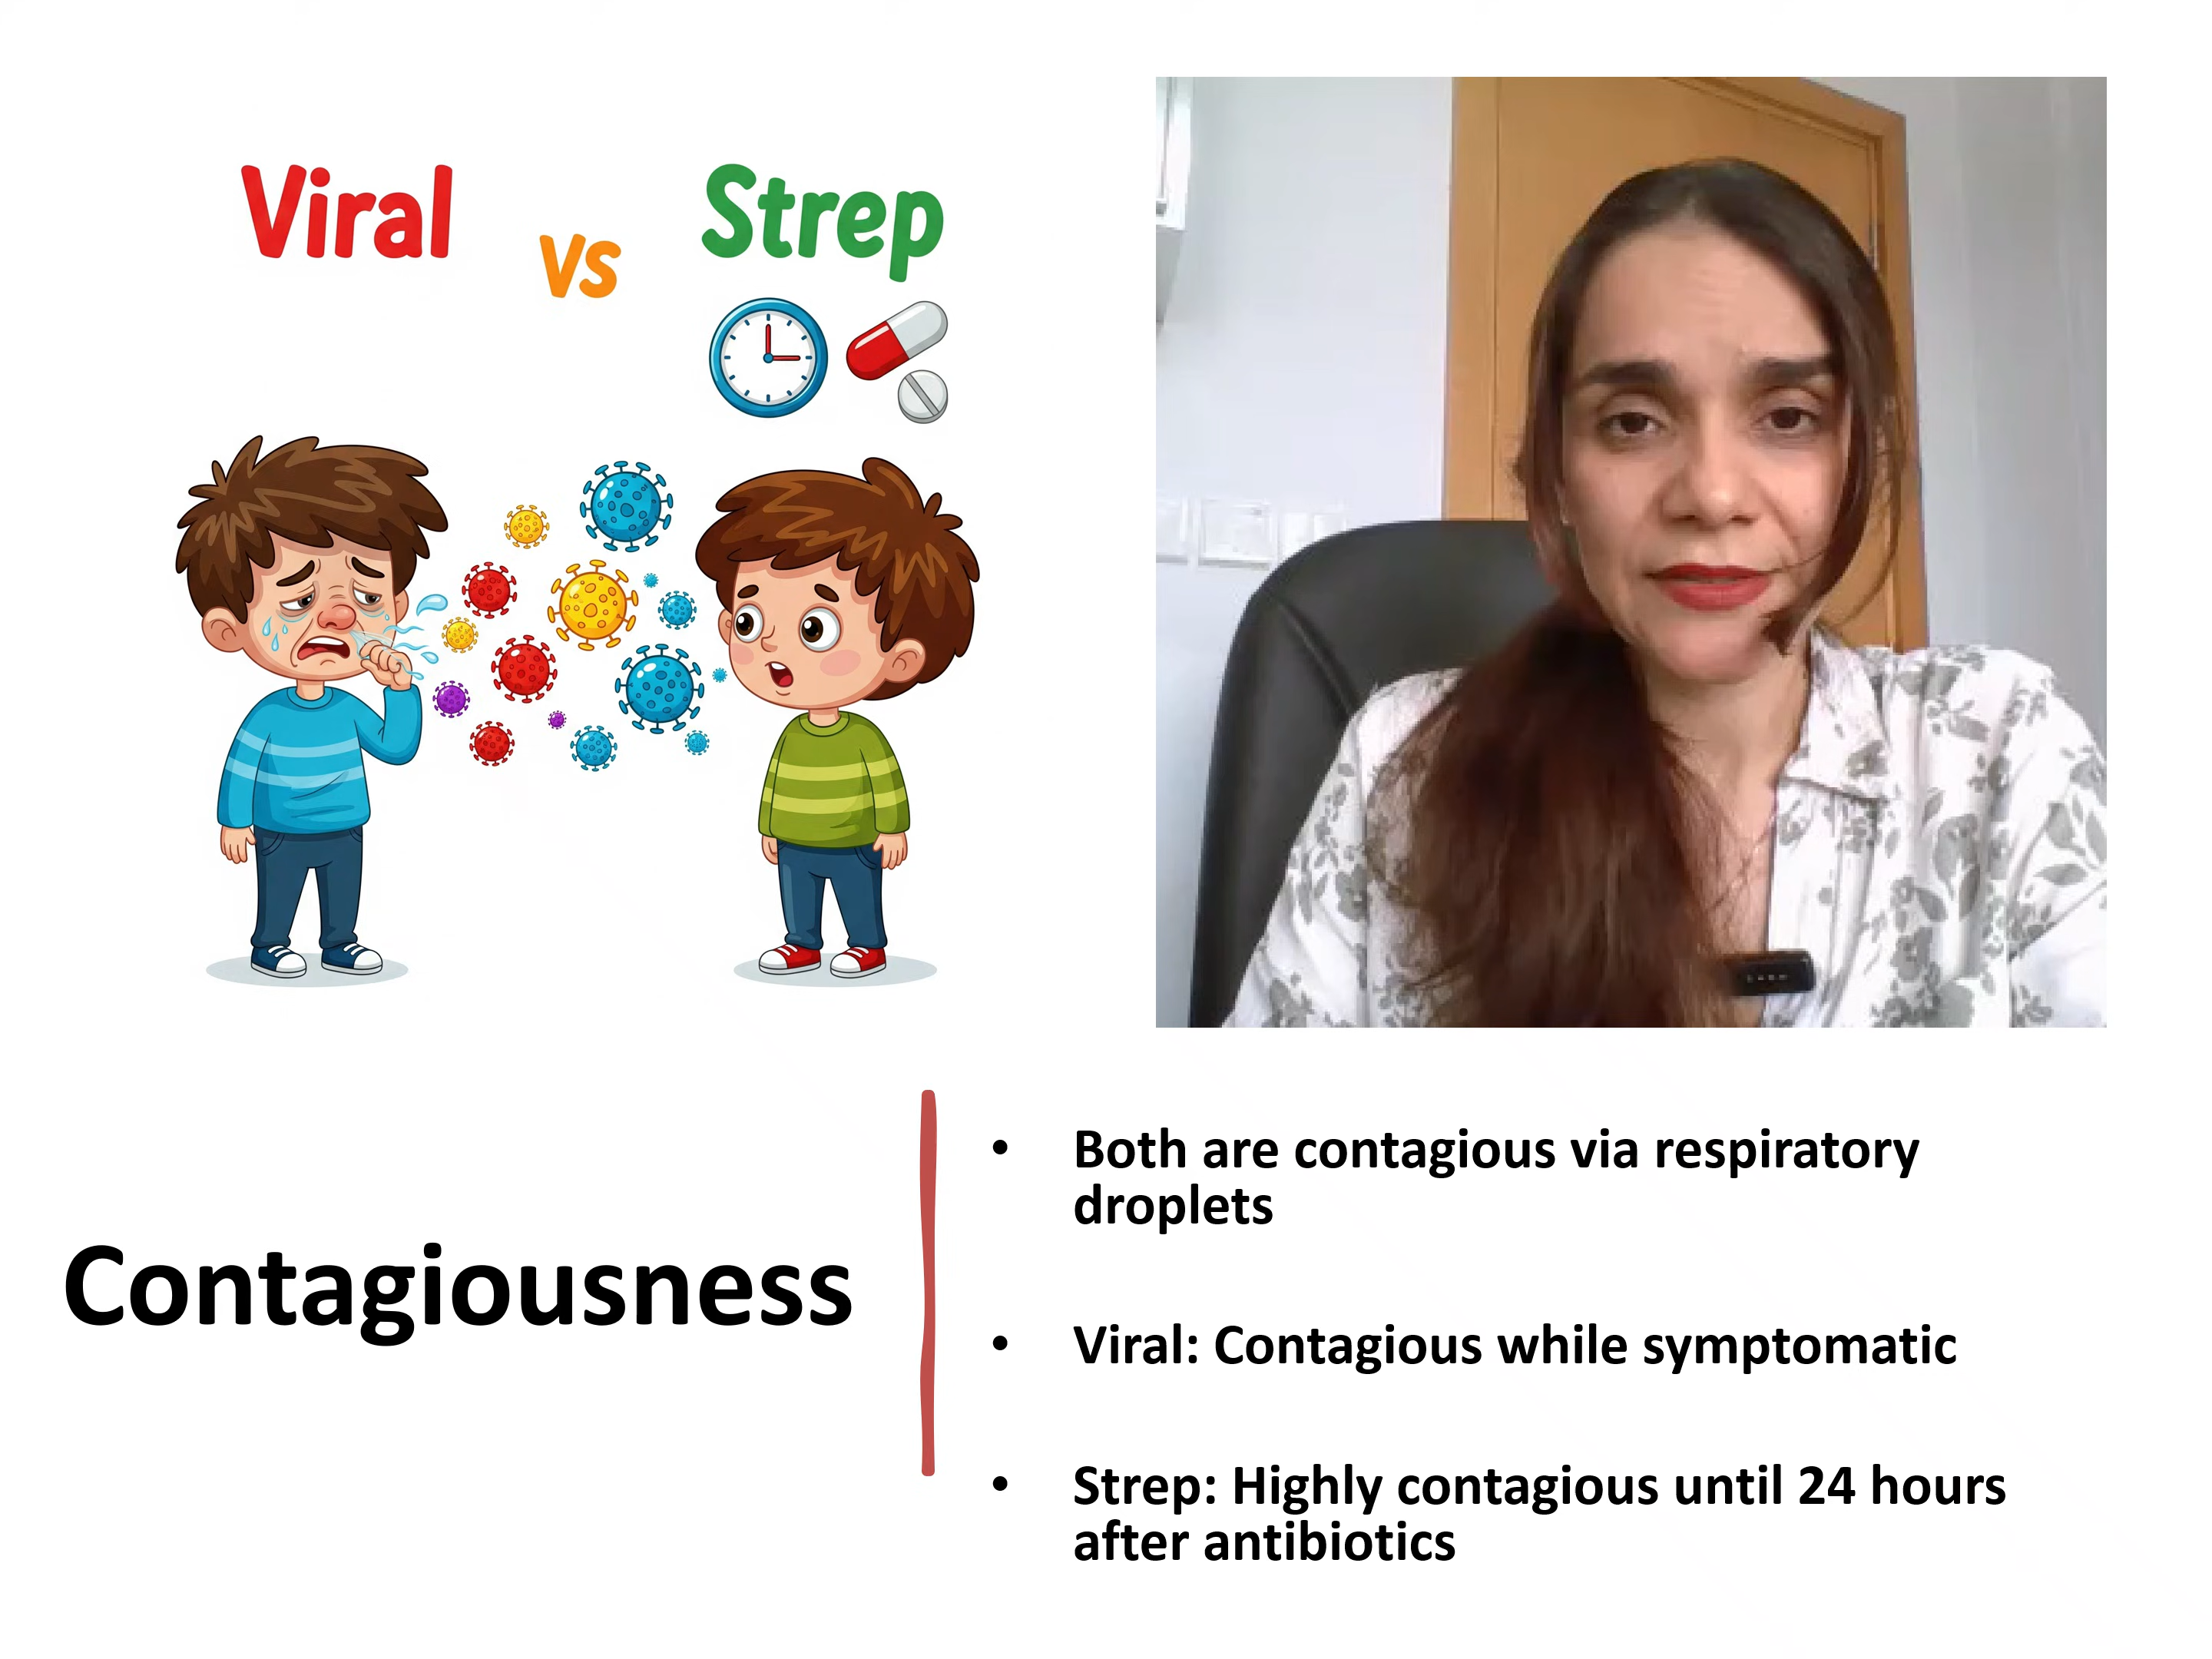 Viral
vs
Strep
Contagiousness
• Both are contagious via respiratory
droplets
• Viral: Contagious while symptomatic
• Strep: Highly contagious until 24 hours
after antibiotics